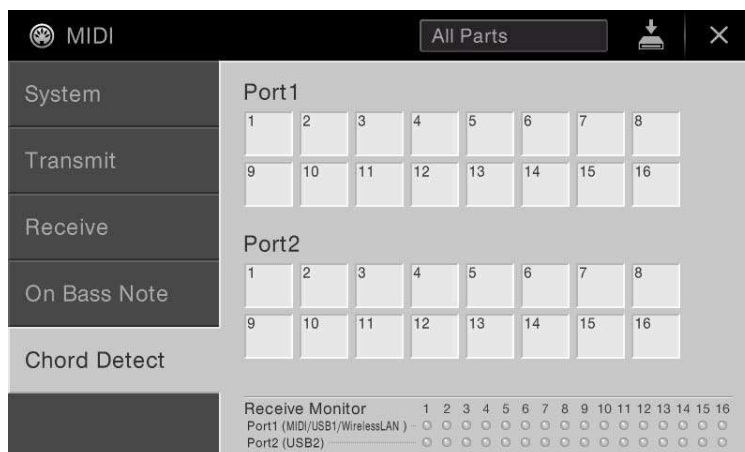 MIDI
All Parts
System
Transmit
Receive
On Bass Note
Chord Detect
Port1
1 2 3 4 5 6 7 8
9 10 11 12 13 14 15 16
Port2
1 2 3 4 5 6 7 8
9 10 11 12 13 14 15 16
Receive Monitor 1 2 3 4 5 6 7 8 9 10 11 12 13 14 15 16
Port1 (MIDI/USB1/WirelessLAN )
Port2 (USB2)